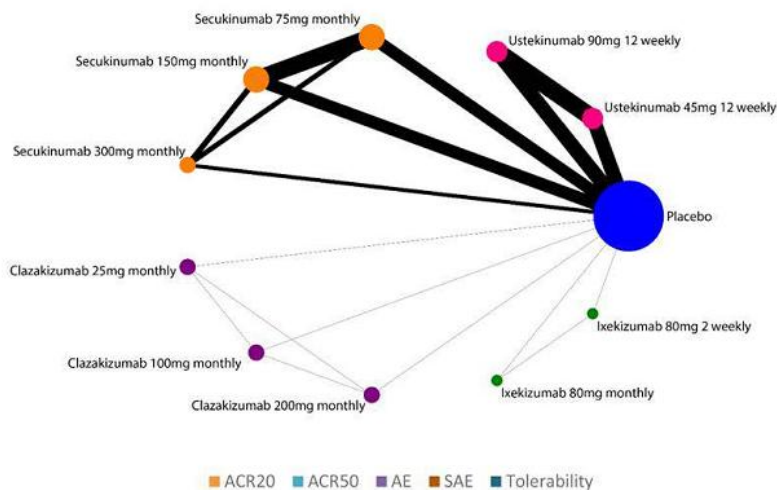 Secukinumab 75mg monthly
Ustekinumab 90mg 12 weekly
Secukinumab 150mg monthly
Ustekinumab 45mg 12 weekly
Secukinumab 300mg monthly
Placebo
Clazakizumab 25mg monthly
Ixekizumab 80mg 2 weekly
Clazakizumab 100mg monthly
Ixekizumab 80mg monthly
Clazakizumab 200mg monthly
ACR20 ACR50 AE SAE Tolerability